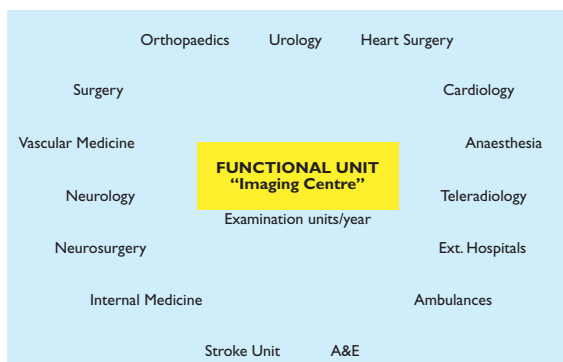 Orthopaedics Urology Heart Surgery
Surgery Cardiology
Vascular Medicine Anaesthesia
FUNCTIONAL UNIT
“Imaging Centre”
Neurology Teleradiology
Examination units/year
Neurosurgery Ext. Hospitals
Internal Medicine Ambulances
Stroke Unit A&E